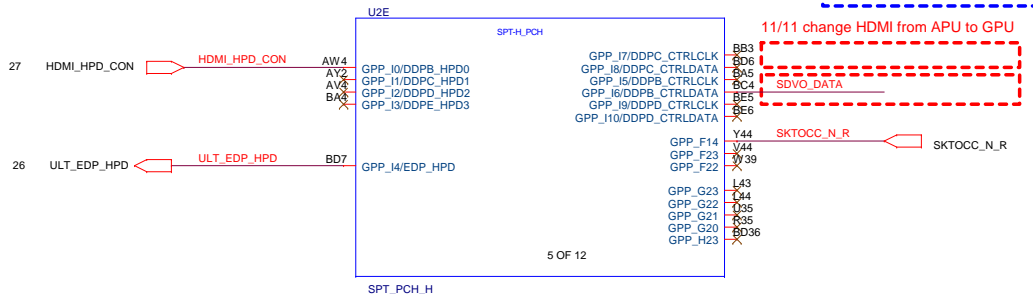 U2E
SPT-H_PCH
11/11 change HDMI from APU to GPU
27 HDMI_HPD_CON HDMI_HPD_CON AW4 GPP_I0/DDPB_HPD0
AY2 GPP_I1/DDPC_HPD1
AV4 GPP_I2/DDPD_HPD2
BA4 GPP_I3/DDPE_HPD3
26 ULT_EDP_HPD ULT_EDP_HPD BD7 GPP_I4/EDP_HPD
GPP_I7/DDPC_CTRLCLK BB3
GPP_I8/DDPC_CTRLDATA BD6
GPP_I5/DDPB_CTRLCLK BA5
GPP_I6/DDPB_CTRLDATA BC4 SDVO_DATA
GPP_I9/DDPD_CTRLCLK BE5
GPP_I10/DDPD_CTRLDATA BE6
GPP_F14 Y44 SKTOCC_N_R SKTOCC_N_R
GPP_F23 V44
GPP_F22 W39
GPP_G23 L43
GPP_G22 L44
GPP_G21 U35
GPP_G20 R35
GPP_H23 BD36
5 OF 12
SPT_PCH_H